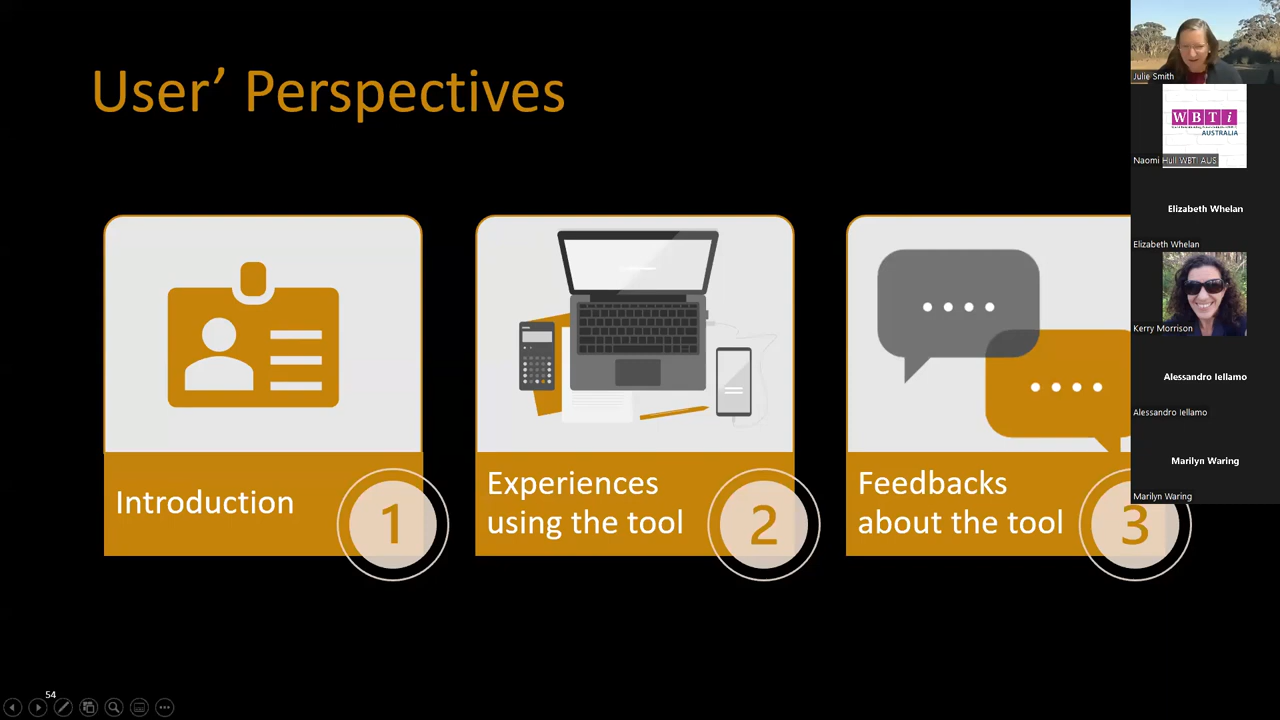 User’ Perspectives
Introduction
1
Experiences
using the tool
2
Feedbacks
about the tool
3
54
Julie Smith
WBTi
AUSTRALIA
Naomi Hull WBTI AUS
Elizabeth Whelan
Elizabeth Whelan
Kerry Morrison
Alessandro Iellamo
Alessandro Iellamo
Marilyn Waring
Marilyn Waring